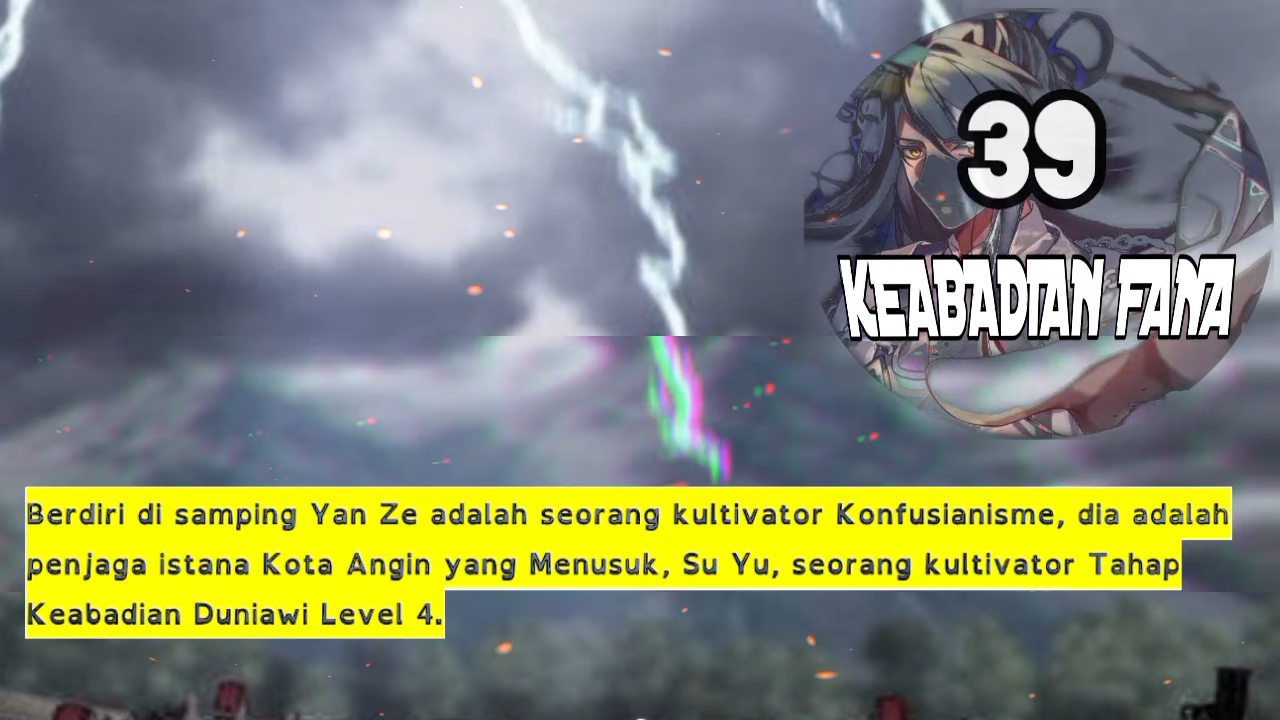 39
KEABADIAN FANA
Berdiri di samping Yan Ze adalah seorang kultivator Konfusianisme, dia adalah
penjaga istana Kota Angin yang Menusuk, Su Yu, seorang kultivator Tahap
Keabadian Duniawi Level 4.